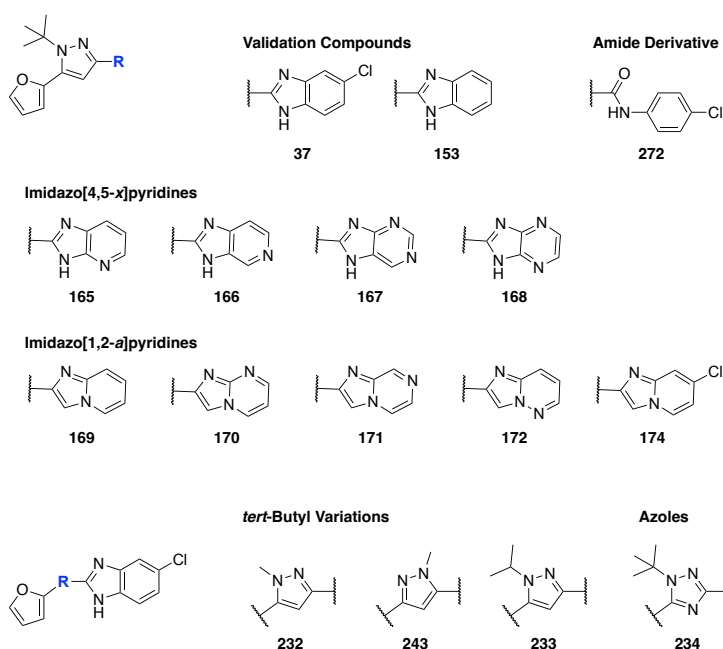 Validation Compounds
Amide Derivative
N
N
R
O
N
N
H
Cl
N
N
H
O
HN
Cl
37
153
272
Imidazo[4,5-x]pyridines
N
N
H
N
N
N
H
N
N
N
H
N
N
N
N
H
N
N
165
166
167
168
Imidazo[1,2-a]pyridines
N
N
N
N
N
N
N
N
N
N
N
N
N
Cl
169
170
171
172
174
tert-Butyl Variations
Azoles
O
R
N
N
H
Cl
N
N
N
N
N
N
N
N
N
232
243
233
234